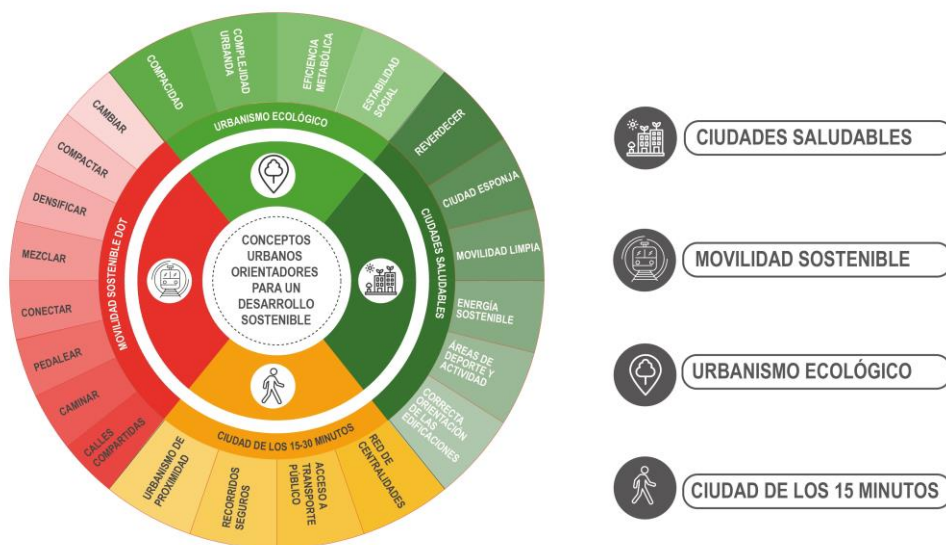 COMPACIDAD
COMPLEJIDAD
URBANDA
EFICIENCIA
METABÓLICA
ESTABILIDAD
SOCIAL
URBANISMO ECOLÓGICO
REVERDECER
CIUDAD ESPONJA
MOVILIDAD LIMPIA
ENERGÍA
SOSTENIBLE
ÁREAS DE
DEPORTE Y
ACTIVIDAD
CORRECTA
ORIENTACIÓN
DE LAS
EDIFICACIONES
CIUDADES SALUDABLES
RED DE
CENTRALIDADES
ACCESO A
TRANSPORTE
PÚBLICO
RECORRIDOS
SEGUROS
URBANISMO DE
PROXIMIDAD
CIUDAD DE LOS 15-30 MINUTOS
CALLES
COMPARTIDAS
CAMINAR
PEDALEAR
CONECTAR
MEZCLAR
DENSIFICAR
COMPACTAR
CAMBIAR
MOVILIDAD SOSTENIBLE DOT
CONCEPTOS
URBANOS
ORIENTADORES
PARA UN
DESARROLLO
SOSTENIBLE
CIUDADES SALUDABLES
MOVILIDAD SOSTENIBLE
URBANISMO ECOLÓGICO
CIUDAD DE LOS 15 MINUTOS